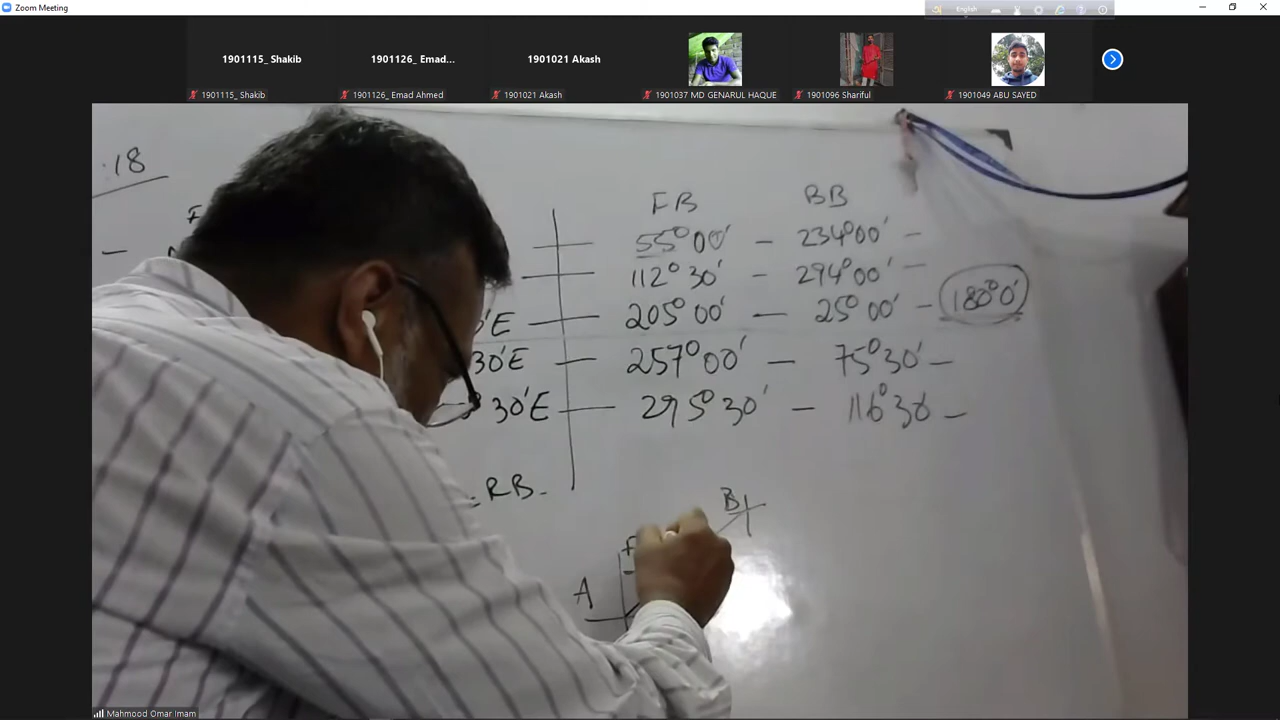 Zoom Meeting
English
1901115_ Shakib
1901126_ Emad...
1901021 Akash
1901115_ Shakib
1901126_ Emad Ahmed
1901021 Akash
1901037 MD GENARUL HAQUE
1901096 Shariful
1901049 ABU SAYED
18
FB BB
55°00' - 234°00' -
112°30' - 294°00' -
0'E 205°00' - 25°00' - 180°0'
30'E - 257°00' - 75°30' -
30'E 295°30' - 116°30 -
RB-
B
A
Mahmood Omar Imam